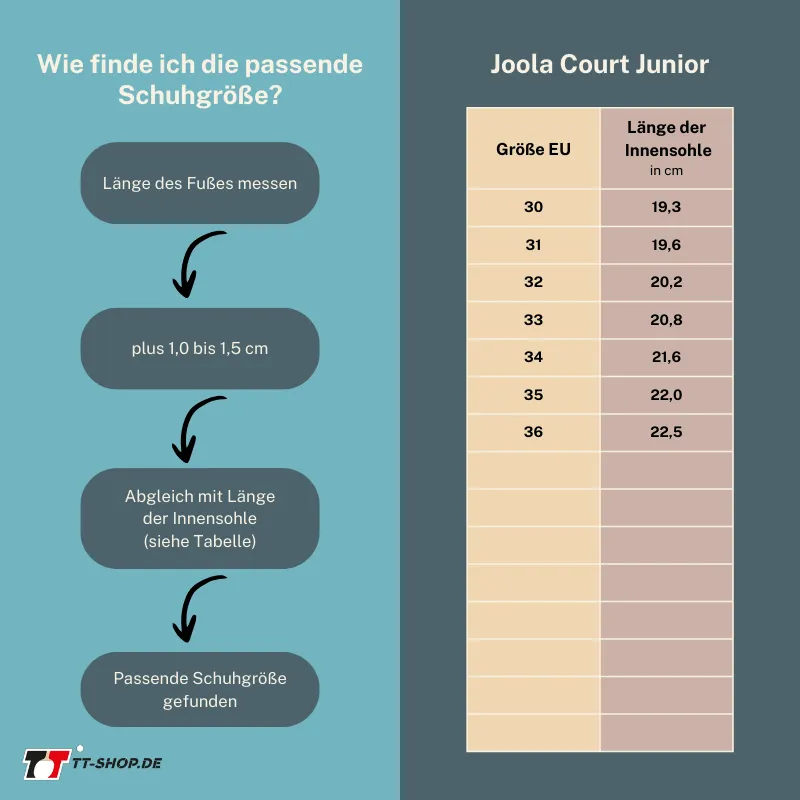 Wie finde ich die passende
Schuhgröße?
Länge des Fußes messen
plus 1,0 bis 1,5 cm
Abgleich mit Länge
der Innensohle
(siehe Tabelle)
Passende Schuhgröße
gefunden
TT TT-SHOP.DE
Joola Court Junior
Größe EU
Länge der
Innensohle
in cm
30 19,3
31 19,6
32 20,2
33 20,8
34 21,6
35 22,0
36 22,5